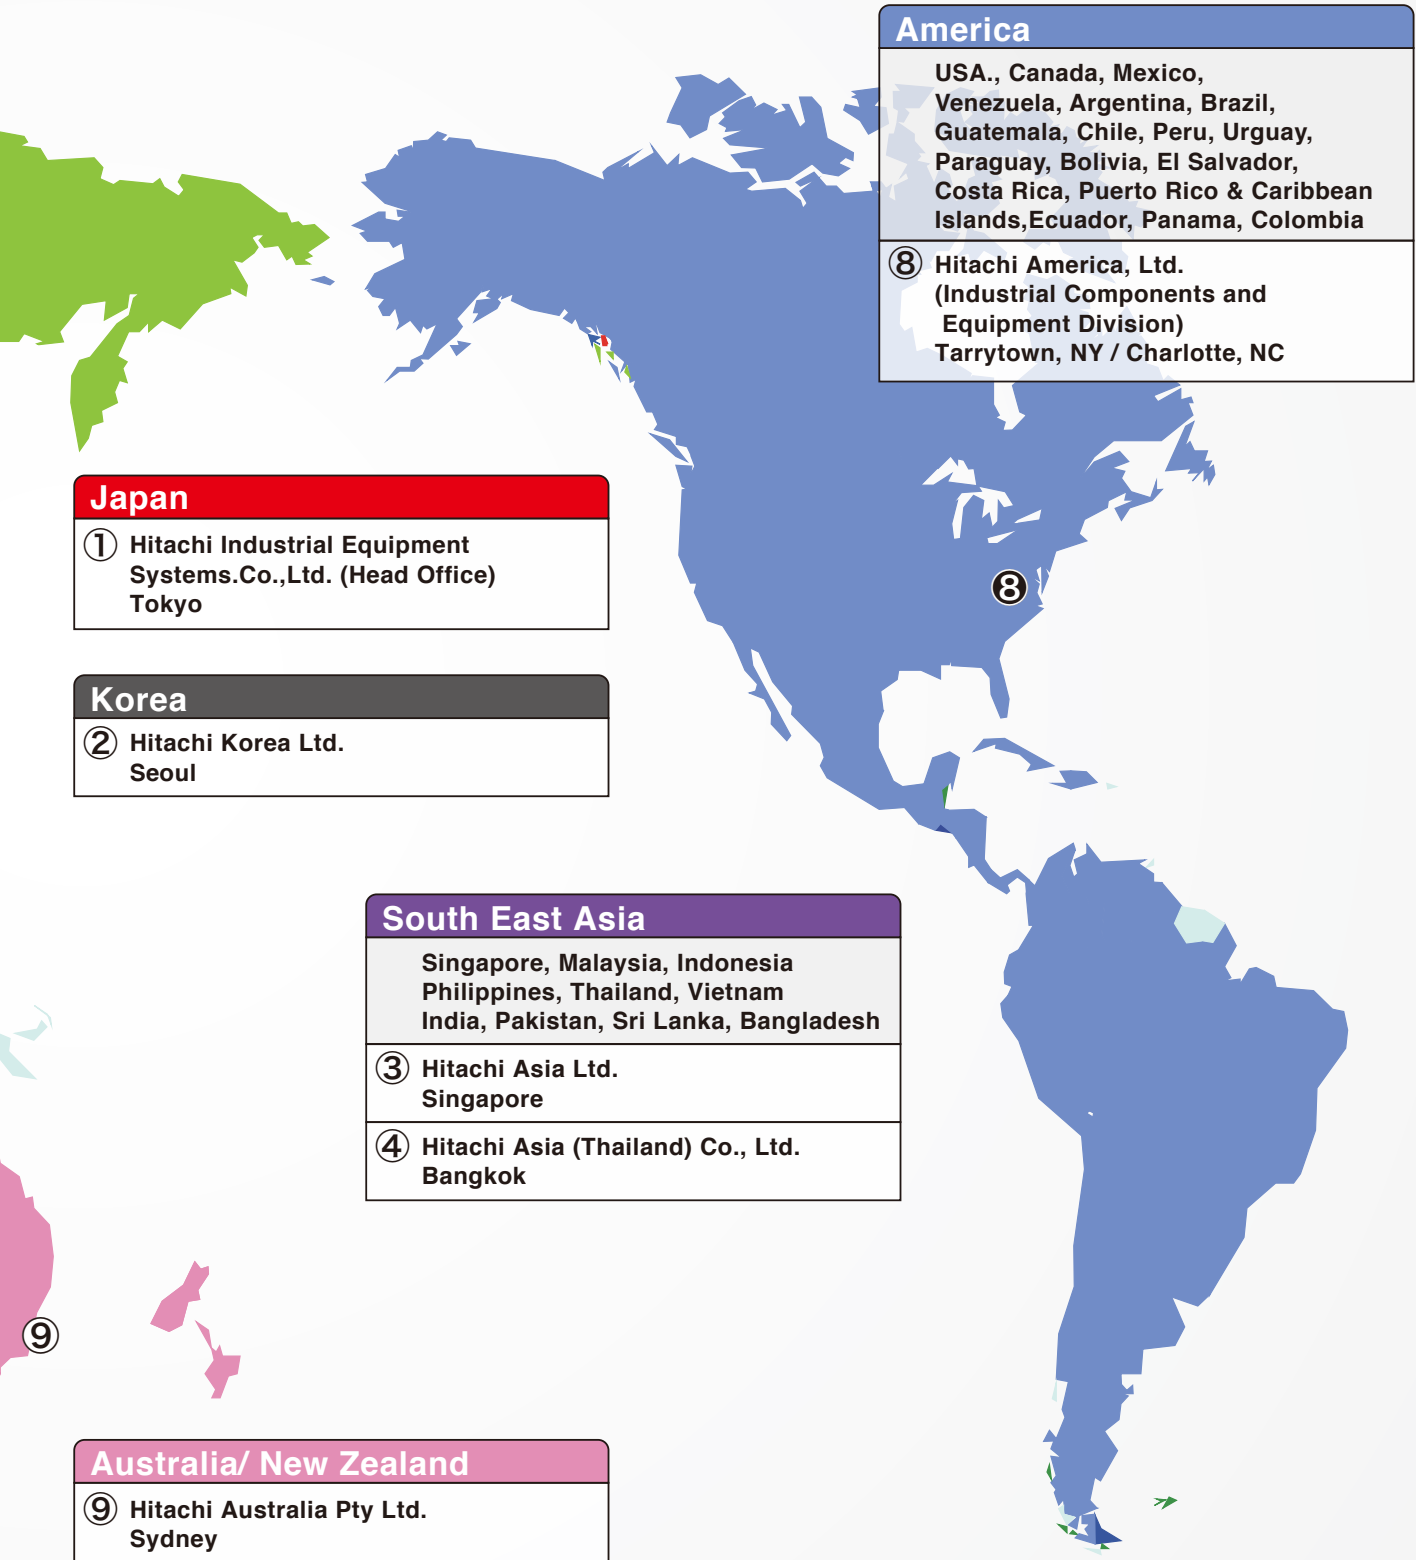 America
USA., Canada, Mexico,
Venezuela, Argentina, Brazil,
Guatemala, Chile, Peru, Urguay,
Paraguay, Bolivia, El Salvador,
Costa Rica, Puerto Rico & Caribbean
Islands,Ecuador, Panama, Colombia
⑧ Hitachi America, Ltd.
(Industrial Components and
Equipment Division)
Tarrytown, NY / Charlotte, NC
Japan
① Hitachi Industrial Equipment
Systems.Co.,Ltd. (Head Office)
Tokyo
❽
Korea
② Hitachi Korea Ltd.
Seoul
South East Asia
Singapore, Malaysia, Indonesia
Philippines, Thailand, Vietnam
India, Pakistan, Sri Lanka, Bangladesh
③ Hitachi Asia Ltd.
Singapore
④ Hitachi Asia (Thailand) Co., Ltd.
Bangkok
⑨
Australia/ New Zealand
⑨ Hitachi Australia Pty Ltd.
Sydney